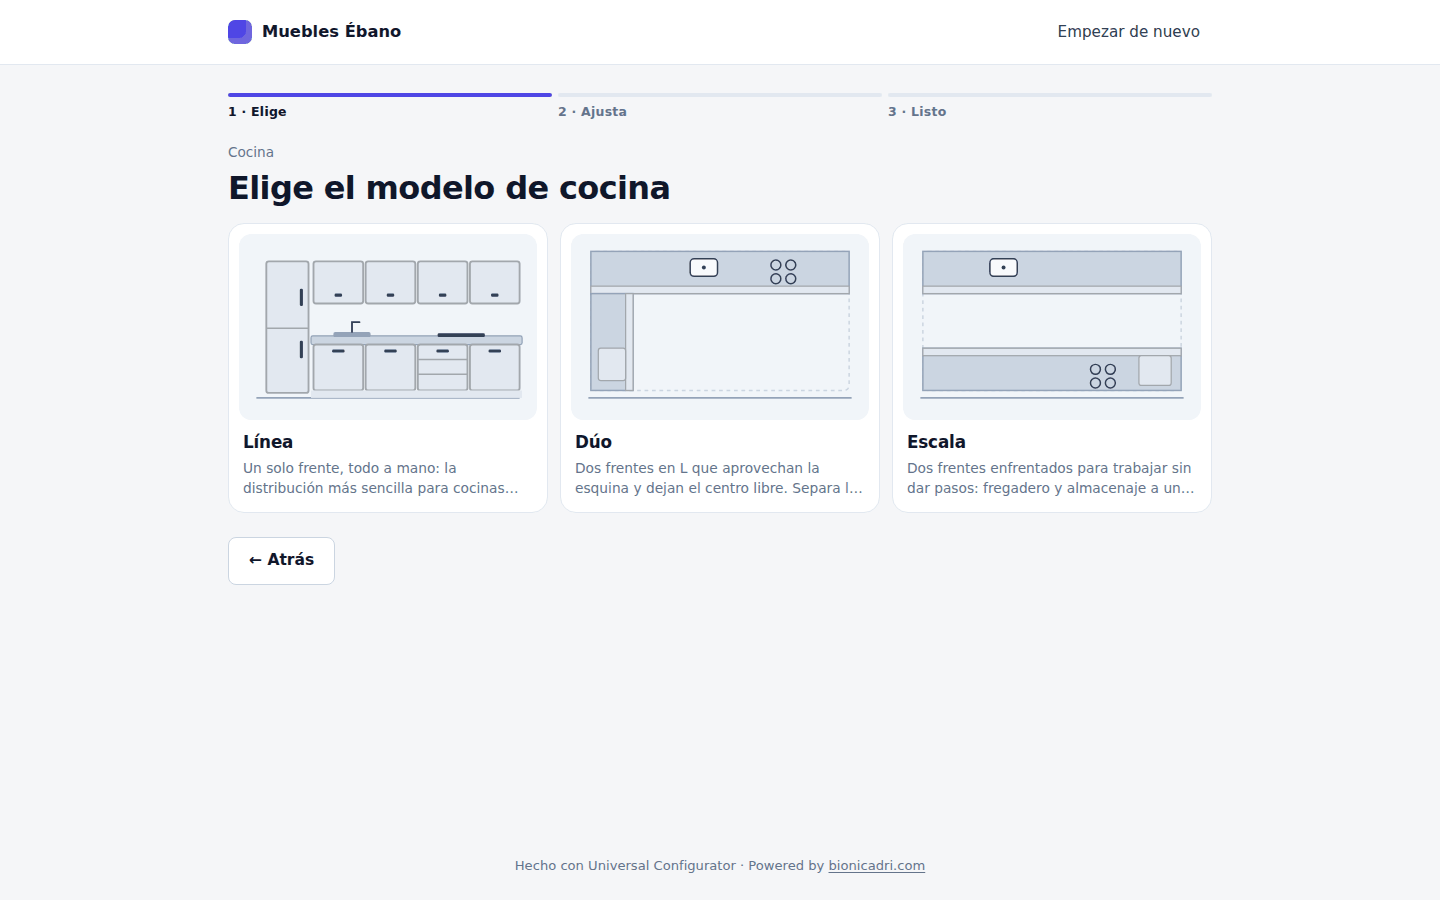 Muebles Ébano
Empezar de nuevo
1 · Elige
2 · Ajusta
3 · Listo
Cocina
Elige el modelo de cocina
Línea
Un solo frente, todo a mano: la
distribución más sencilla para cocinas…
Dúo
Dos frentes en L que aprovechan la
esquina y dejan el centro libre. Separa l…
Escala
Dos frentes enfrentados para trabajar sin
dar pasos: fregadero y almacenaje a un…
← Atrás
Hecho con Universal Configurator · Powered by bionicadri.com